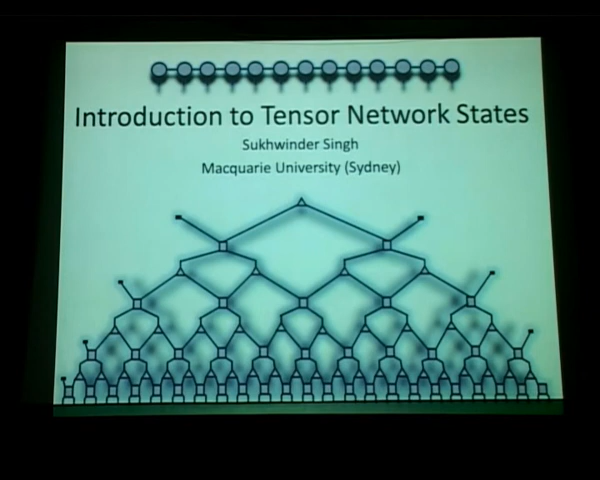 Introduction to Tensor Network States
Sukhwinder Singh
Macquarie University (Sydney)